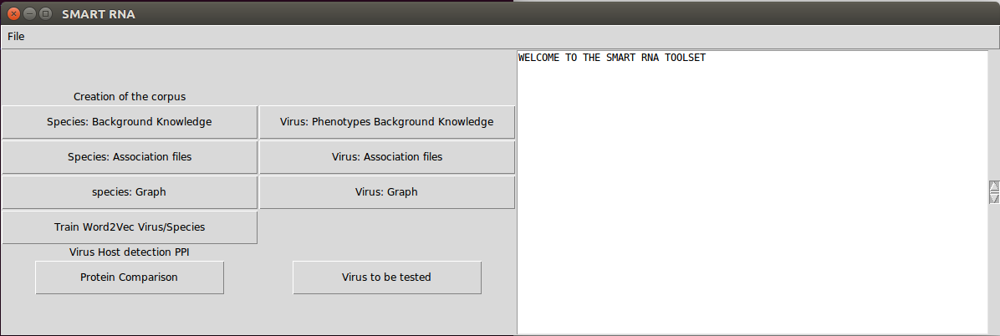 SMART RNA
File
WELCOME TO THE SMART RNA TOOLSET
Creation of the corpus
Species: Background Knowledge
Virus: Phenotypes Background Knowledge
Species: Association files
Virus: Association files
species: Graph
Virus: Graph
Train Word2Vec Virus/Species
Virus Host detection PPI
Protein Comparison
Virus to be tested